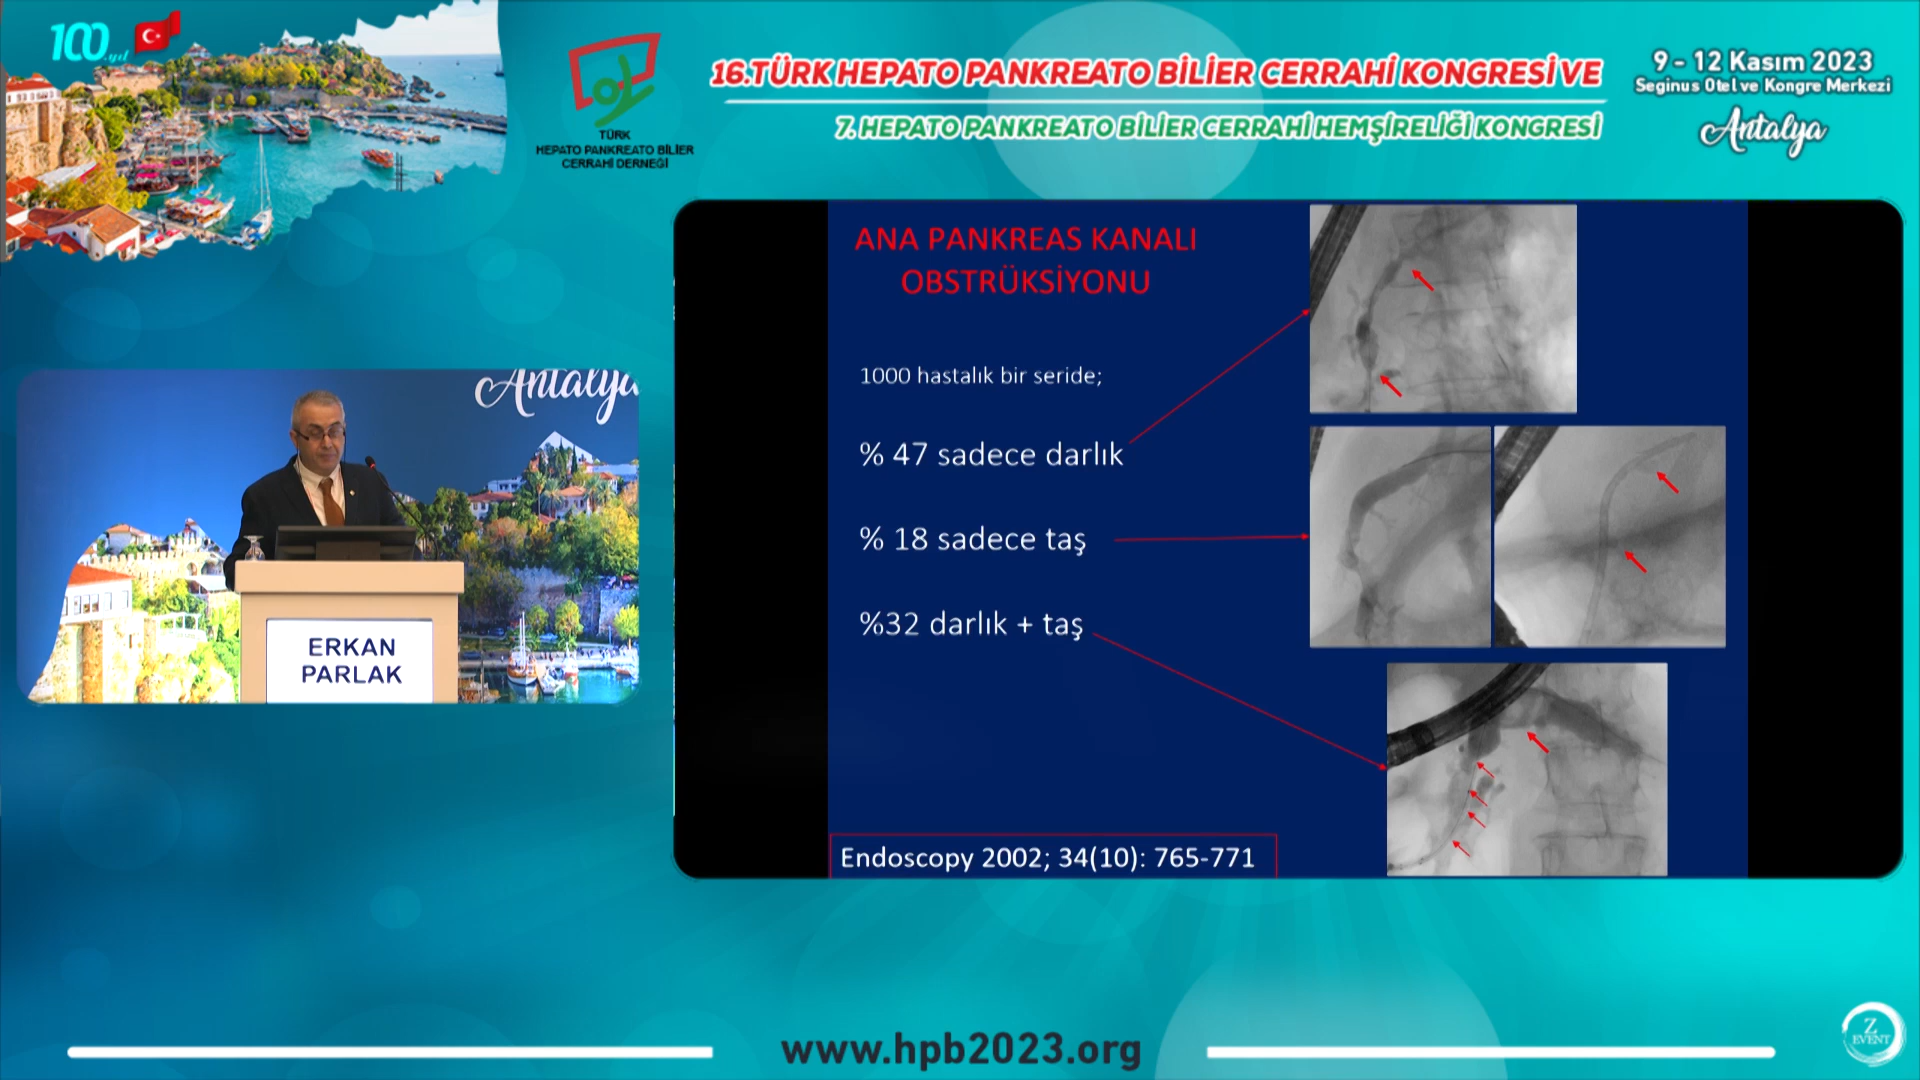 100.yıl
TÜRK
HEPATO PANKREATO BİLİER
CERRAHİ DERNEĞİ
16.TÜRK HEPATO PANKREATO BİLİER CERRAHİ KONGRESİ VE
7. HEPATO PANKREATO BİLİER CERRAHİ HEMŞİRELİĞİ KONGRESİ
9 - 12 Kasım 2023
Seginus Otel ve Kongre Merkezi
Antalya
Antalya
ERKAN
PARLAK
ANA PANKREAS KANALI
OBSTRÜKSİYONU
1000 hastalık bir seride;
% 47 sadece darlık
% 18 sadece taş
%32 darlık + taş
Endoscopy 2002; 34(10): 765-771
www.hpb2023.org
Z
EVENT